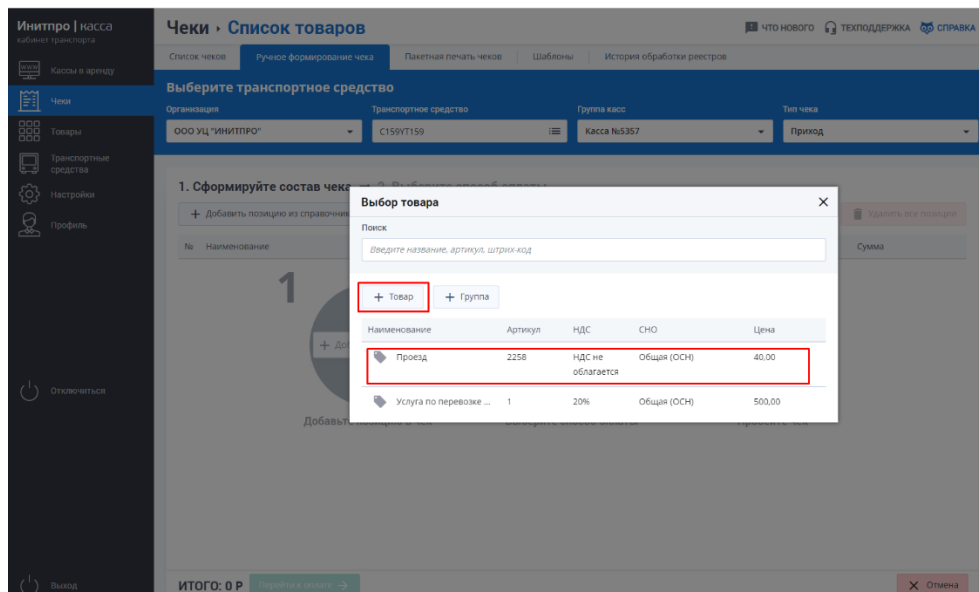 Инитпро | касса
кабинет транспорта
Кассы в аренду
Чеки
Товары
Транспортные
средства
Настройки
Профиль
Отключиться
Выход
Чеки › Список товаров
ЧТО НОВОГО
ТЕХПОДДЕРЖКА
СПРАВКА
Список чеков
Ручное формирование чека
Пакетная печать чеков
Шаблоны
История обработки реестров
Выберите транспортное средство
Организация
Транспортное средство
Группа касс
Тип чека
ООО УЦ "ИНИТПРО"
С159УТ159
Касса №5357
Приход
1. Сформируйте состав чека → 2. Выберите способ оплаты
+ Добавить позицию из справочни
Удалить все позиции
№ Наименование
Сумма
1
Выбор товара
Поиск
Введите название, артикул, штрих-код
+ Товар
+ Группа
Наименование Артикул НДС СНО Цена
Проезд 2258 НДС не Общая (ОСН) 40,00
облагается
Услуга по перевозке ... 1 20% Общая (ОСН) 500,00
ИТОГО: 0 Р
Перейти к оплате →
Отмена